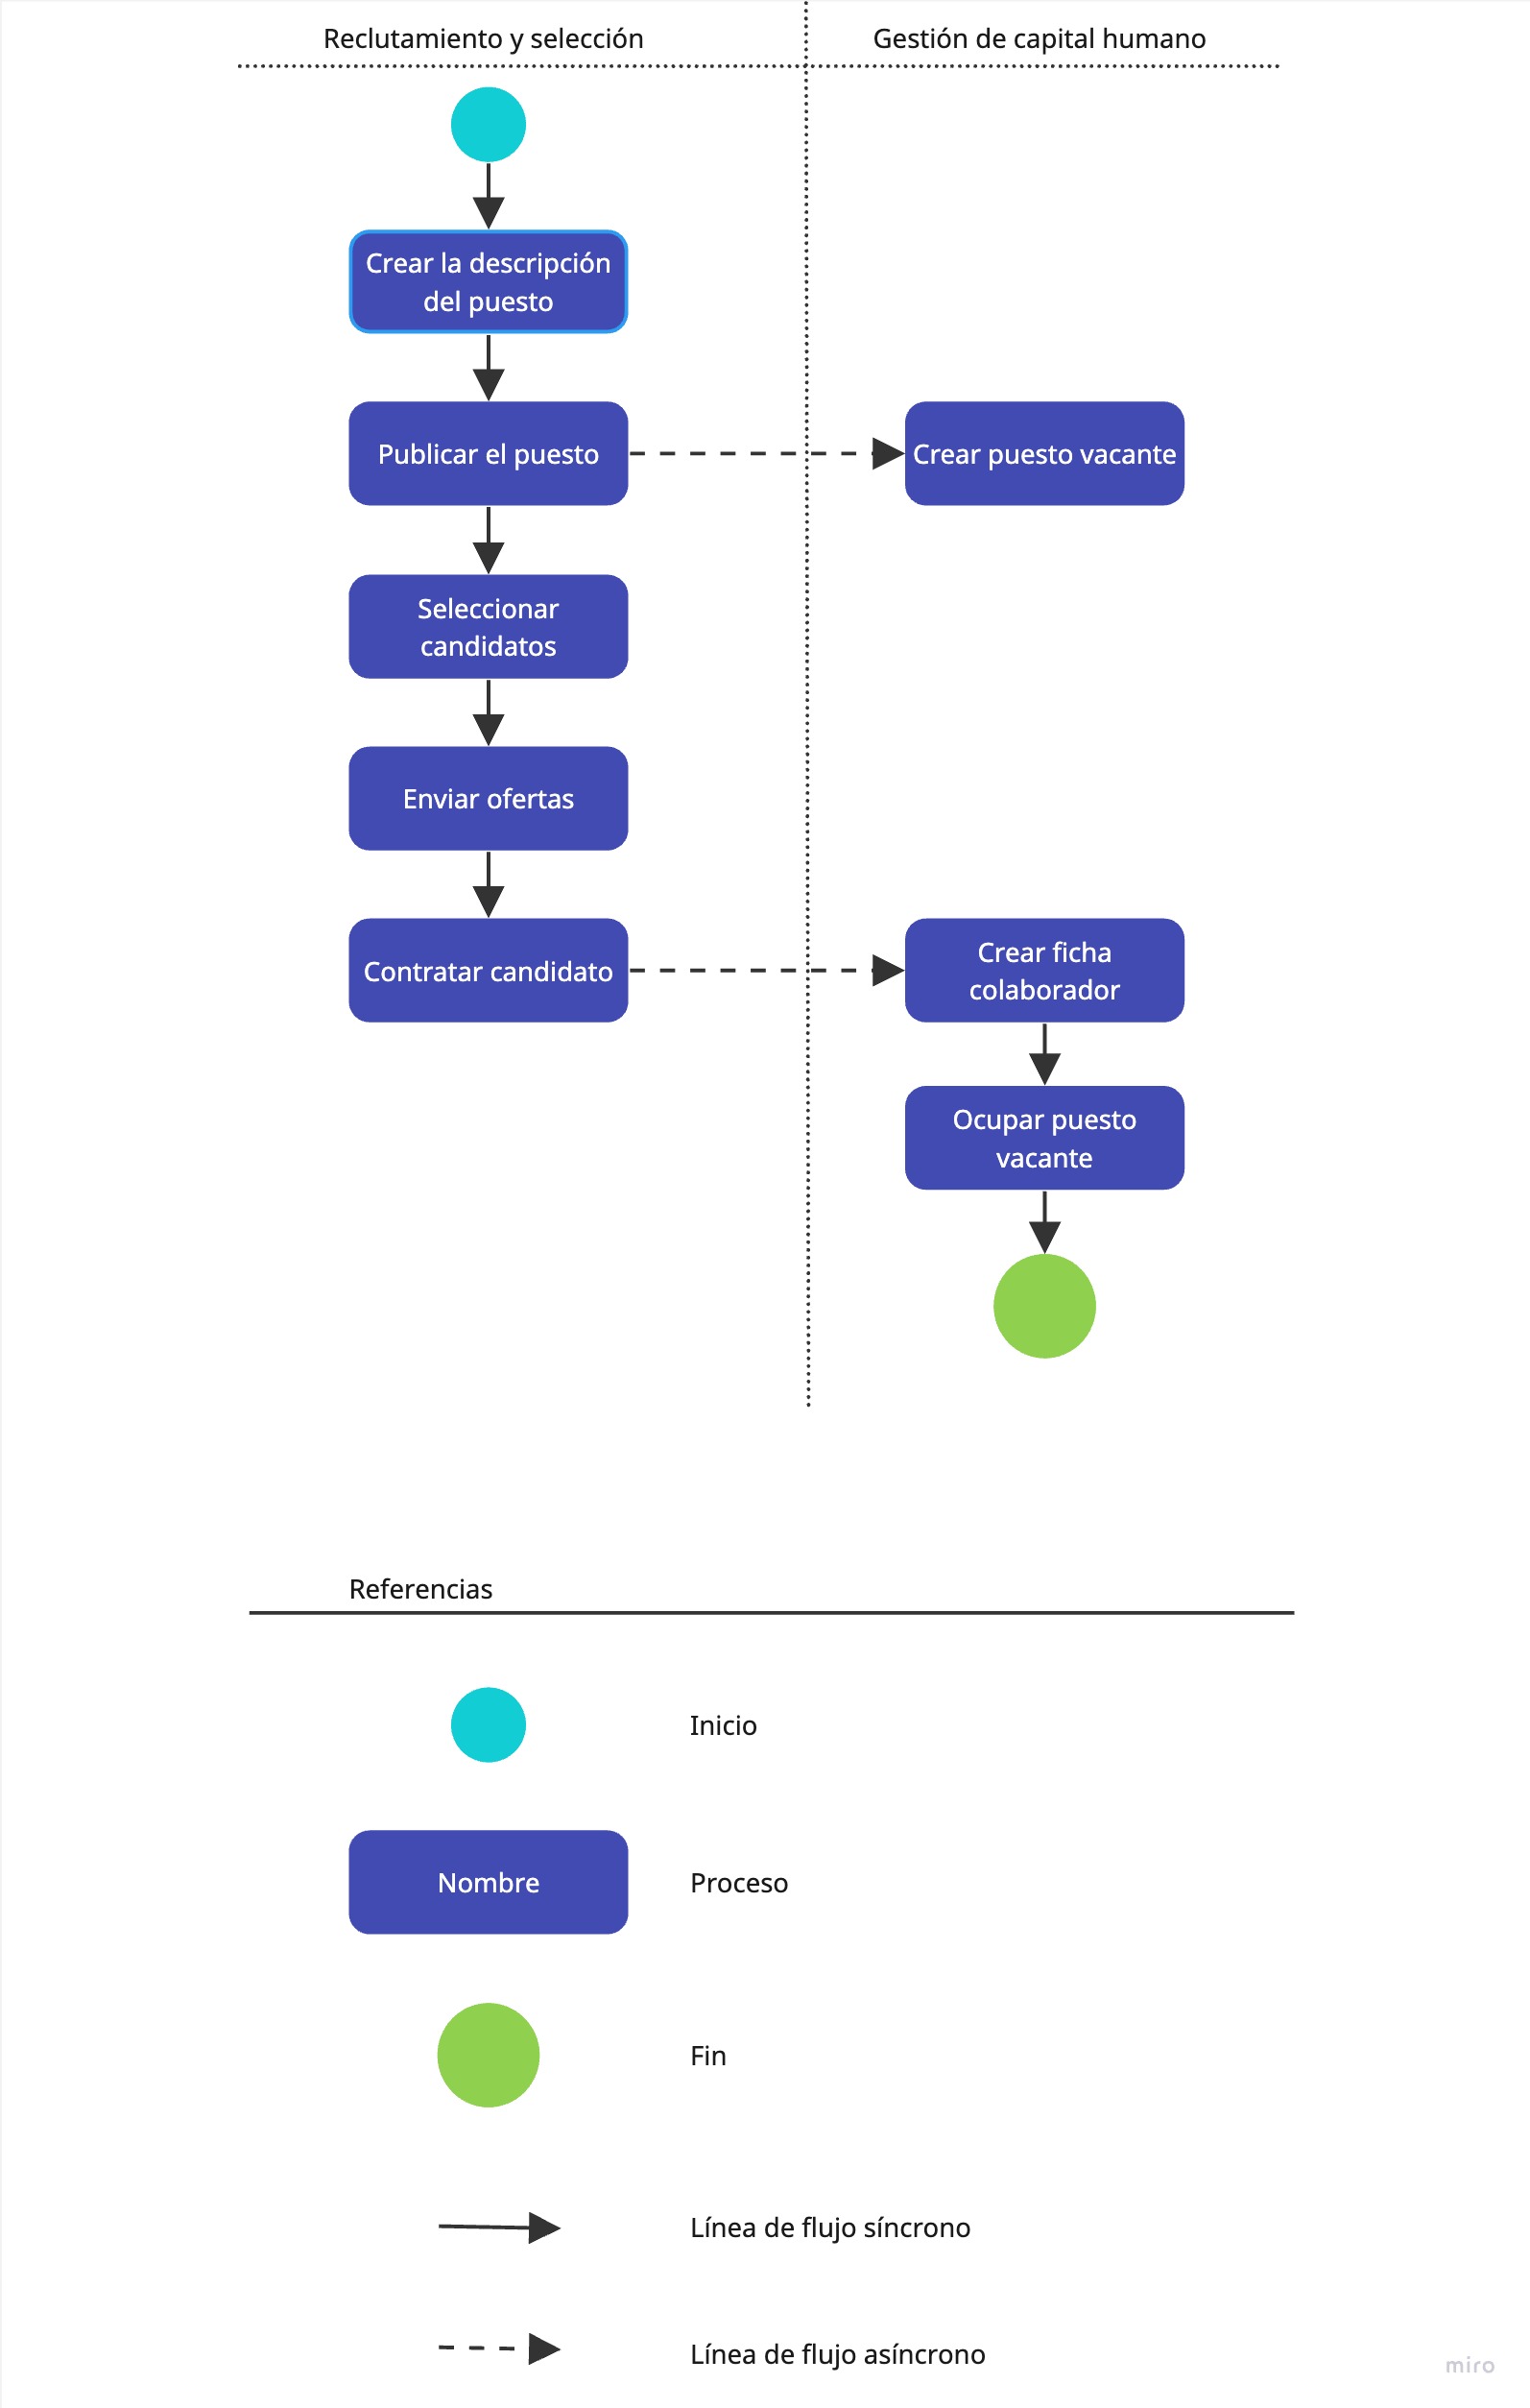 Reclutamiento y selección
Gestión de capital humano
Crear la descripción
del puesto
Publicar el puesto
Crear puesto vacante
Seleccionar
candidatos
Enviar ofertas
Contratar candidato
Crear ficha
colaborador
Ocupar puesto
vacante
Referencias
Inicio
Nombre
Proceso
Fin
Línea de flujo síncrono
Línea de flujo asíncrono
miro